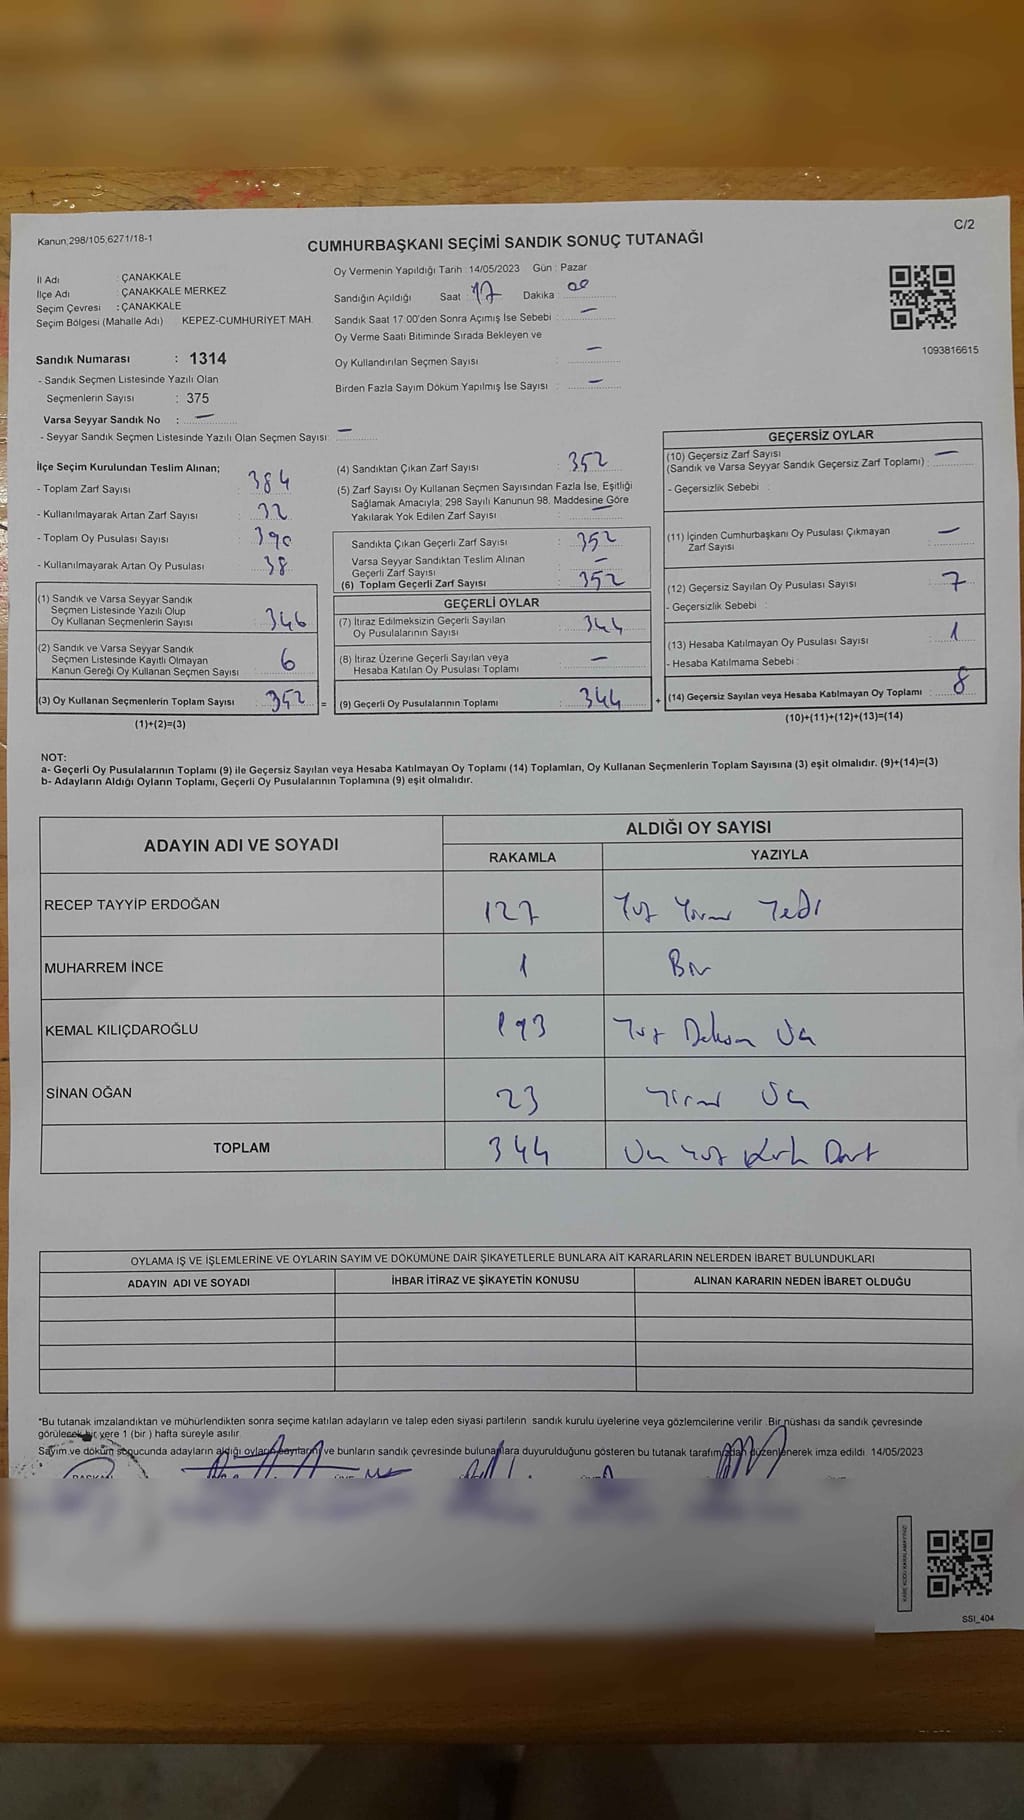 Kanun:298/105;6271/18-1
C/2
CUMHURBAŞKANI SEÇİMİ SANDIK SONUÇ TUTANAĞI
İl Adı : ÇANAKKALE
İlçe Adı : ÇANAKKALE MERKEZ
Seçim Çevresi : ÇANAKKALE
Seçim Bölgesi (Mahalle Adı) KEPEZ-CUMHURİYET MAH.
Oy Vermenin Yapıldığı Tarih : 14/05/2023 Gün : Pazar
Sandığın Açıldığı Saat : 17 Dakika : 00
Sandık Saat 17:00'den Sonra Açımış İse Sebebi : —
Oy Verme Saati Bitiminde Sırada Bekleyen ve
Oy Kullandırılan Seçmen Sayısı : —
Birden Fazla Sayım Döküm Yapılmış İse Sayısı : —
1093816615
Sandık Numarası : 1314
- Sandık Seçmen Listesinde Yazılı Olan
Seçmenlerin Sayısı : 375
Varsa Seyyar Sandık No : —
- Seyyar Sandık Seçmen Listesinde Yazılı Olan Seçmen Sayısı: —
İlçe Seçim Kurulundan Teslim Alınan;
- Toplam Zarf Sayısı : 384
- Kullanılmayarak Artan Zarf Sayısı : 32
- Toplam Oy Pusulası Sayısı : 390
- Kullanılmayarak Artan Oy Pusulası : 38
(1) Sandık ve Varsa Seyyar Sandık
Seçmen Listesinde Yazılı Olup
Oy Kullanan Seçmenlerin Sayısı : 346
(2) Sandık ve Varsa Seyyar Sandık
Seçmen Listesinde Kayıtlı Olmayan
Kanun Gereği Oy Kullanan Seçmen Sayısı : 6
(3) Oy Kullanan Seçmenlerin Toplam Sayısı : 352 =
(1)+(2)=(3)
(4) Sandıktan Çıkan Zarf Sayısı : 352
(5) Zarf Sayısı Oy Kullanan Seçmen Sayısından Fazla İse, Eşitliği
Sağlamak Amacıyla; 298 Sayılı Kanunun 98. Maddesine Göre
Yakılarak Yok Edilen Zarf Sayısı : —
Sandıkta Çıkan Geçerli Zarf Sayısı : 352
Varsa Seyyar Sandıktan Teslim Alınan
Geçerli Zarf Sayısı : —
(6) Toplam Geçerli Zarf Sayısı : 352
GEÇERLİ OYLAR
(7) İtiraz Edilmeksizin Geçerli Sayılan
Oy Pusulalarının Sayısı : 344
(8) İtiraz Üzerine Geçerli Sayılan veya
Hesaba Katılan Oy Pusulası Toplamı : —
(9) Geçerli Oy Pusulalarının Toplamı : 344 +
GEÇERSİZ OYLAR
(10) Geçersiz Zarf Sayısı
(Sandık ve Varsa Seyyar Sandık Geçersiz Zarf Toplamı) : —
- Geçersizlik Sebebi :
(11) İçinden Cumhurbaşkanı Oy Pusulası Çıkmayan
Zarf Sayısı : —
(12) Geçersiz Sayılan Oy Pusulası Sayısı : 7
- Geçersizlik Sebebi :
(13) Hesaba Katılmayan Oy Pusulası Sayısı : 1
- Hesaba Katılmama Sebebi :
(14) Geçersiz Sayılan veya Hesaba Katılmayan Oy Toplamı : 8
(10)+(11)+(12)+(13)=(14)
NOT:
a- Geçerli Oy Pusulalarının Toplamı (9) ile Geçersiz Sayılan veya Hesaba Katılmayan Oy Toplamı (14) Toplamları, Oy Kullanan Seçmenlerin Toplam Sayısına (3) eşit olmalıdır. (9)+(14)=(3)
b- Adayların Aldığı Oyların Toplamı, Geçerli Oy Pusulalarının Toplamına (9) eşit olmalıdır.
ADAYIN ADI VE SOYADI
ALDIĞI OY SAYISI
RAKAMLA YAZIYLA
RECEP TAYYİP ERDOĞAN 127 Yüz Yirmi Yedi
MUHARREM İNCE 1 Bir
KEMAL KILIÇDAROĞLU 193 Yüz Doksan Üç
SİNAN OĞAN 23 Yirmi Üç
TOPLAM 344 Üç Yüz Kırk Dört
OYLAMA İŞ VE İŞLEMLERİNE VE OYLARIN SAYIM VE DÖKÜMÜNE DAİR ŞİKAYETLERLE BUNLARA AİT KARARLARIN NELERDEN İBARET BULUNDUKLARI
ADAYIN ADI VE SOYADI İHBAR İTİRAZ VE ŞİKAYETİN KONUSU ALINAN KARARIN NEDEN İBARET OLDUĞU
*Bu tutanak imzalandıktan ve mühürlendikten sonra seçime katılan adayların ve talep eden siyasi partilerin sandık kurulu üyelerine veya gözlemcilerine verilir. Bir nüshası da sandık çevresinde
görülecek bir yere 1 (bir) hafta süreyle asılır.
Sayım ve döküm sonucunda adayların aldığı oyların sayıların ve bunların sandık çevresinde bulunanlara duyurulduğunu gösteren bu tutanak tarafımızdan düzenlenerek imza edildi. 14/05/2023
BAŞKAN
KARE KODU KARALAMAYINIZ!
SSI_404